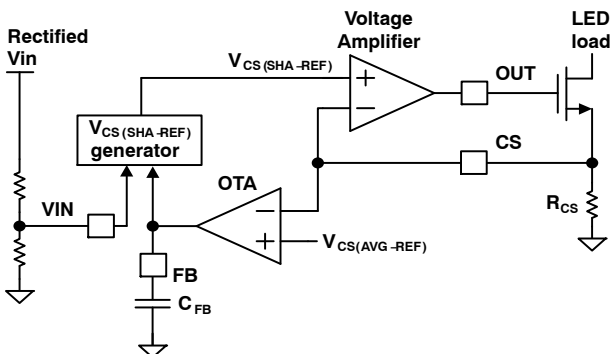 Rectified
Vin
Voltage
Amplifier
LED
load
VCS(SHA-REF)
+
−
OUT
VCS(SHA-REF)
generator
CS
OTA
RCS
VIN
−
+
VCS(AVG-REF)
FB
CFB